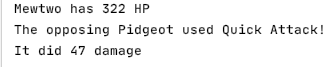 Mewtwo has 322 HP
The opposing Pidgeot used Quick Attack!
It did 47 damage